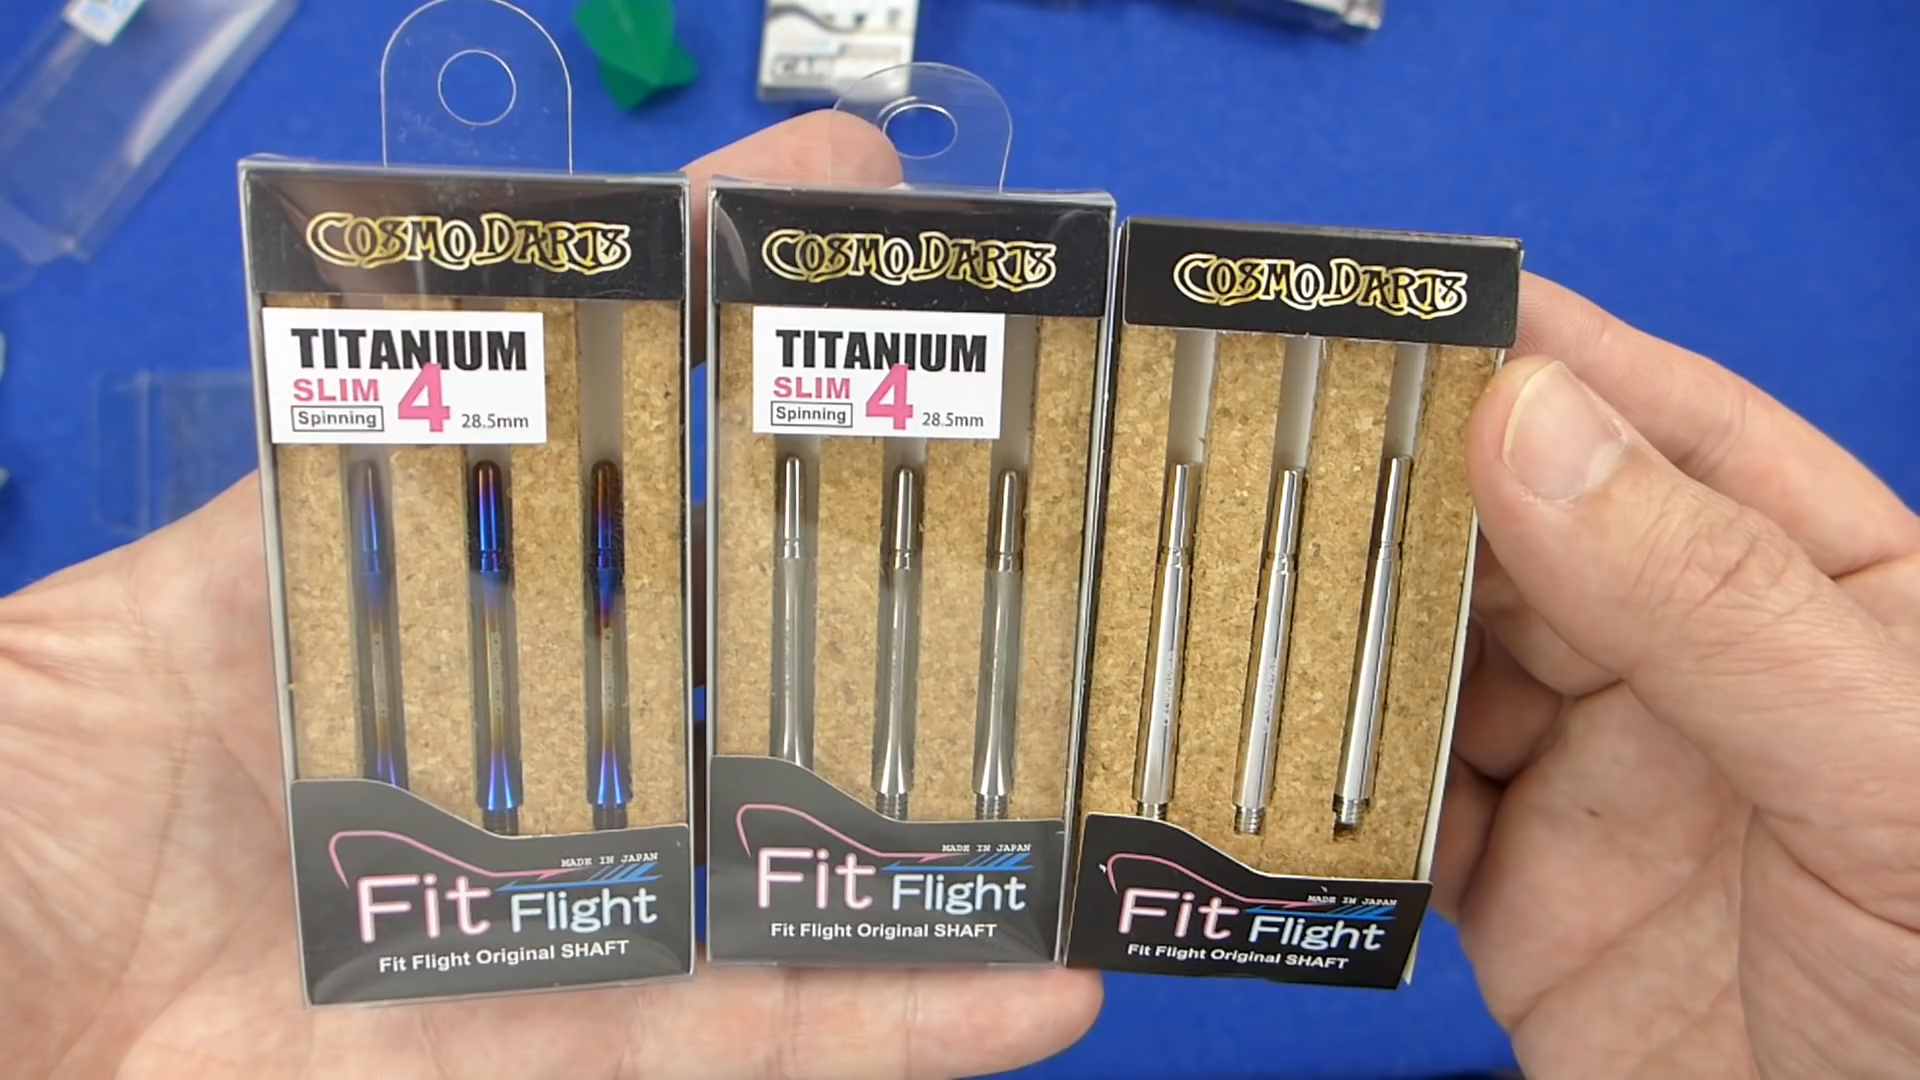 COSMO DARTS
TITANIUM
SLIM 4
Spinning
28.5mm
MADE IN JAPAN
Fit Flight
Fit Flight Original SHAFT
COSMO DARTS
TITANIUM
SLIM 4
Spinning
28.5mm
MADE IN JAPAN
Fit Flight
Fit Flight Original SHAFT
COSMO DARTS
MADE IN JAPAN
Fit Flight
Fit Flight Original SHAFT